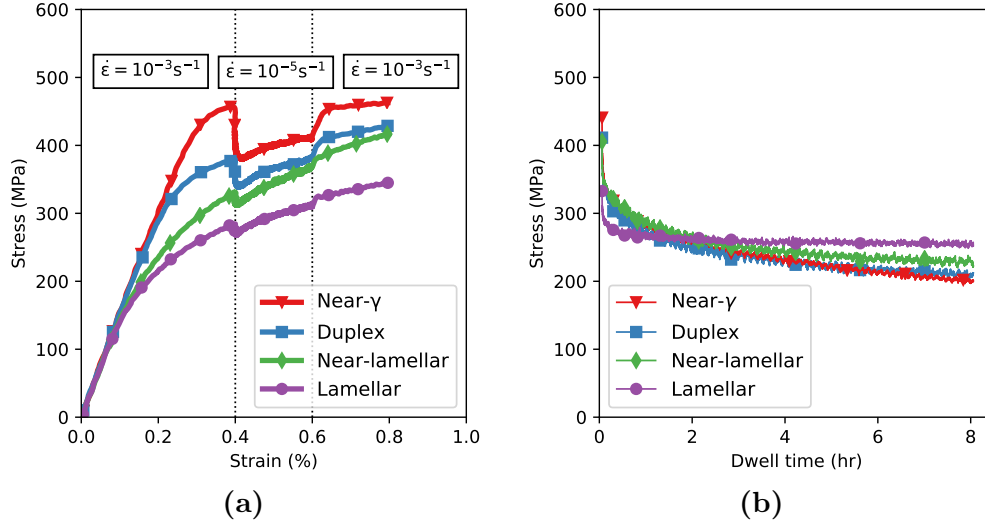 600
500
400
300
200
100
0
Stress (MPa)
ε̇ = 10⁻³s⁻¹
ε̇ = 10⁻⁵s⁻¹
ε̇ = 10⁻³s⁻¹
Near-γ
Duplex
Near-lamellar
Lamellar
0.0 0.2 0.4 0.6 0.8 1.0
Strain (%)
(a)
600
500
400
300
200
100
0
Stress (MPa)
Near-γ
Duplex
Near-lamellar
Lamellar
0 2 4 6 8
Dwell time (hr)
(b)